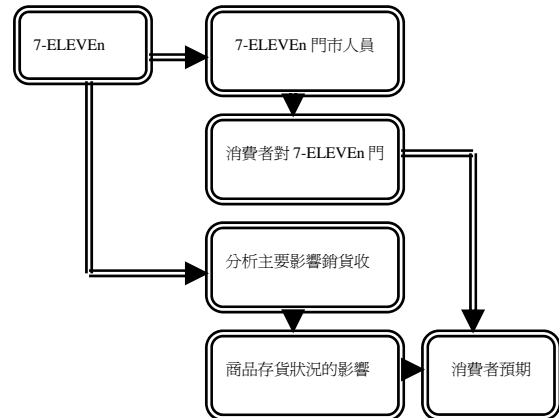 7-ELEVEn
7-ELEVEn 門市人員
消費者對 7-ELEVEn 門
分析主要影響銷貨收
商品存貨狀況的影響
消費者預期